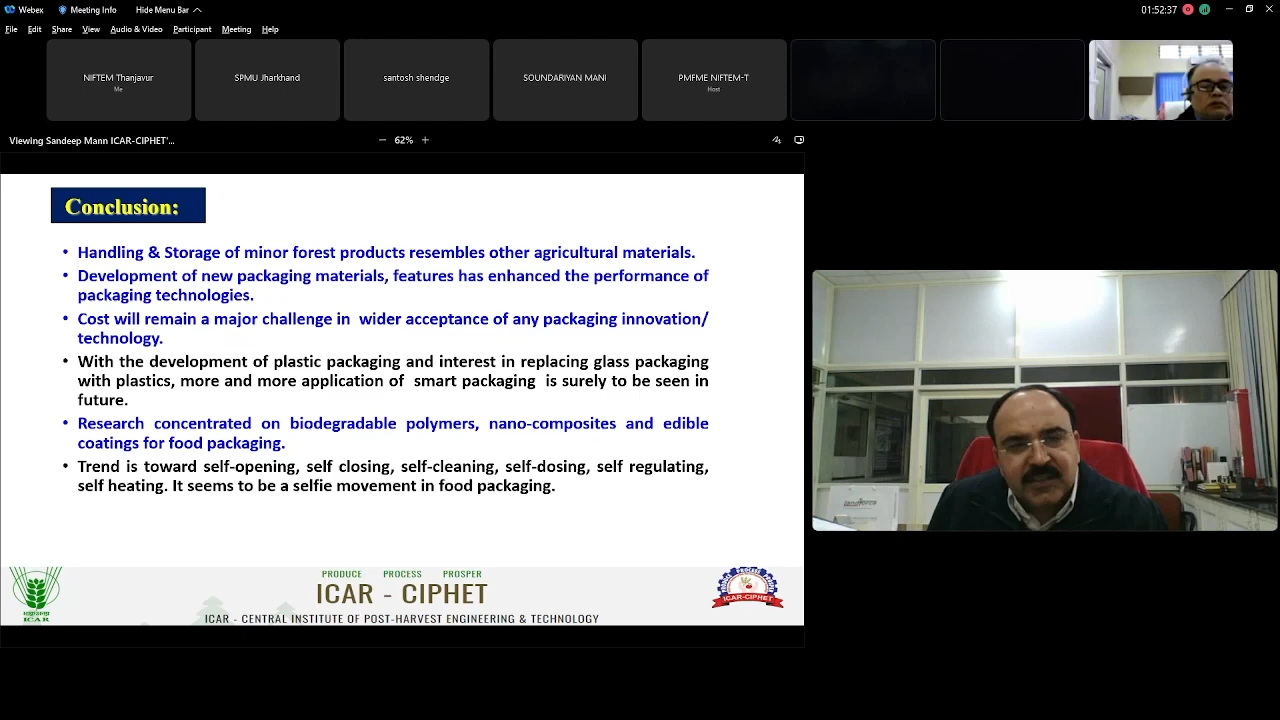 Webex
Meeting Info
Hide Menu Bar
01:52:37
File Edit Share View Audio & Video Participant Meeting Help
NIFTEM Thanjavur
Me
SPMU Jharkhand
santosh shendge
SOUNDARIYAN MANI
PMFME NIFTEM-T
Host
Viewing Sandeep Mann ICAR-CIPHET'...
62%
Conclusion:
• Handling & Storage of minor forest products resembles other agricultural materials.
• Development of new packaging materials, features has enhanced the performance of
packaging technologies.
• Cost will remain a major challenge in wider acceptance of any packaging innovation/
technology.
• With the development of plastic packaging and interest in replacing glass packaging
with plastics, more and more application of smart packaging is surely to be seen in
future.
• Research concentrated on biodegradable polymers, nano-composites and edible
coatings for food packaging.
• Trend is toward self-opening, self closing, self-cleaning, self-dosing, self regulating,
self heating. It seems to be a selfie movement in food packaging.
PRODUCE PROCESS PROSPER
ICAR - CIPHET
ICAR - CENTRAL INSTITUTE OF POST-HARVEST ENGINEERING & TECHNOLOGY
ICAR
ICAR-CIPHET